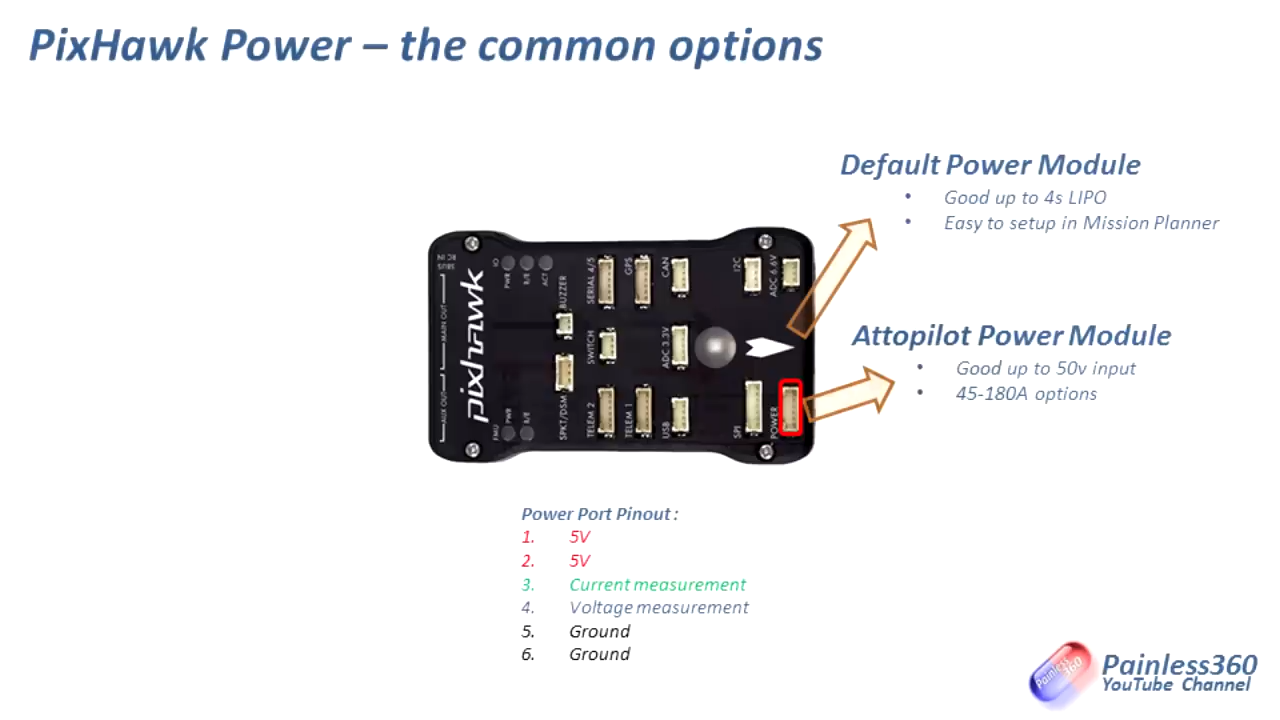 PixHawk Power – the common options
Default Power Module
• Good up to 4s LIPO
• Easy to setup in Mission Planner
Attopilot Power Module
• Good up to 50v input
• 45-180A options
RC IN
SBUS
MAIN OUT
AUX OUT
pixhawk
IO
PWR
B/E
ACT
FMU
PWR
B/E
BUZZER
SPKT/DSM
SERIAL 4/5
SWITCH
TELEM 2
GPS
TELEM 1
CAN
ADC 3.3V
USB
I2C
SPI
ADC 6.6V
POWER
Power Port Pinout :
1. 5V
2. 5V
3. Current measurement
4. Voltage measurement
5. Ground
6. Ground
Painless360
Painless360
YouTube Channel